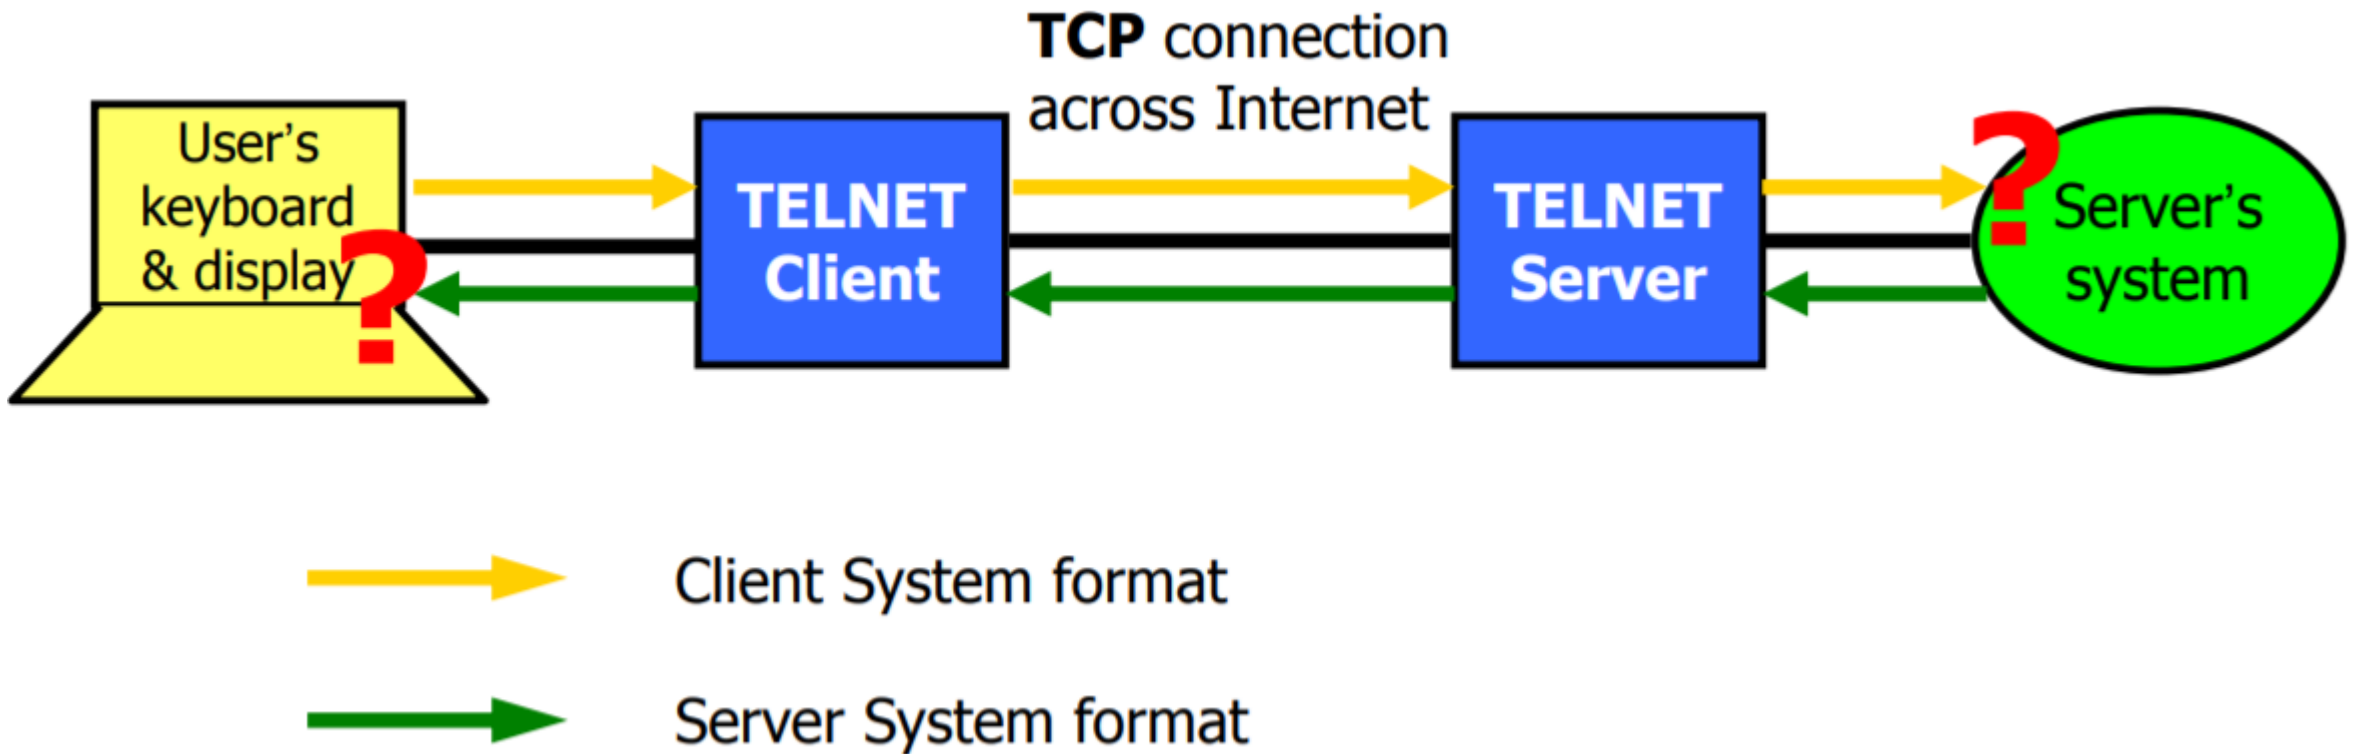 TCP connection
across Internet
User's
keyboard
& display
?
TELNET
Client
TELNET
Server
?
Server's
system
Client System format
Server System format